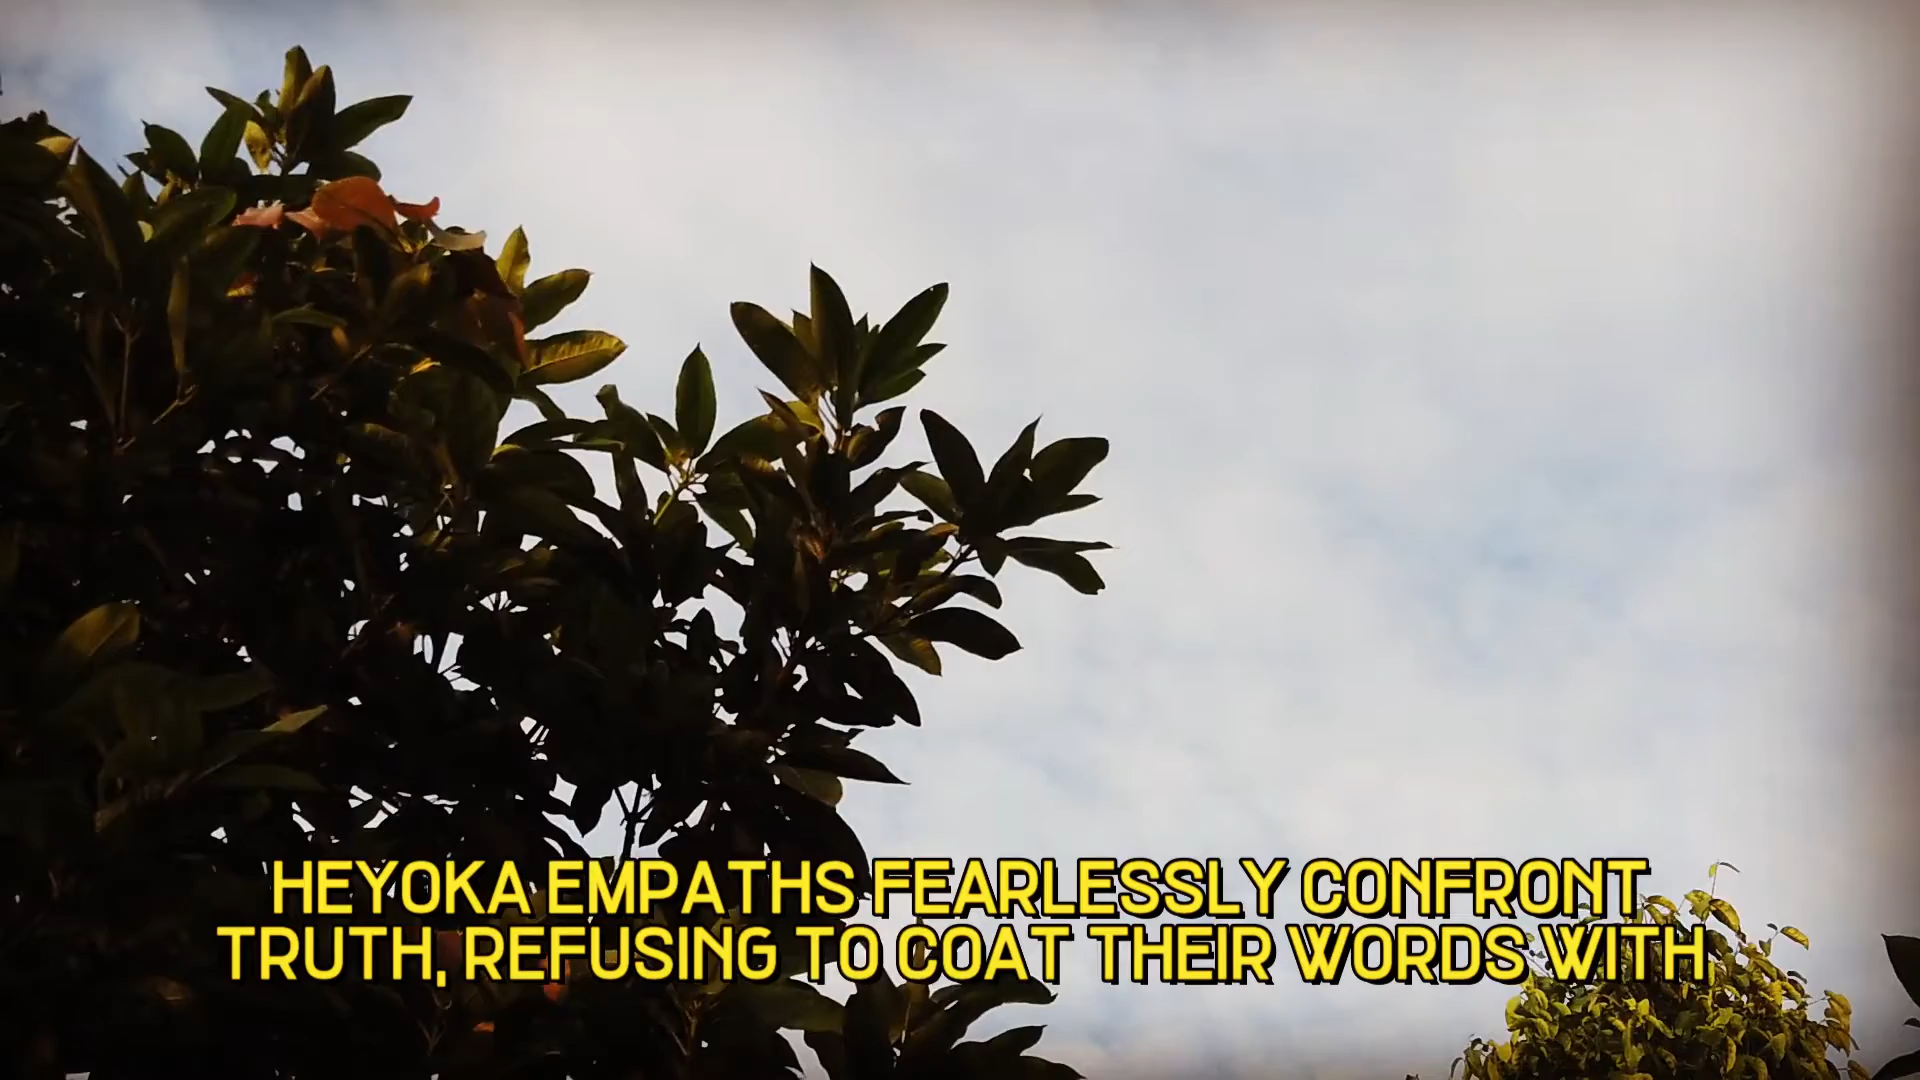 HEYOKA EMPATHS FEARLESSLY CONFRONT
TRUTH, REFUSING TO COAT THEIR WORDS WITH